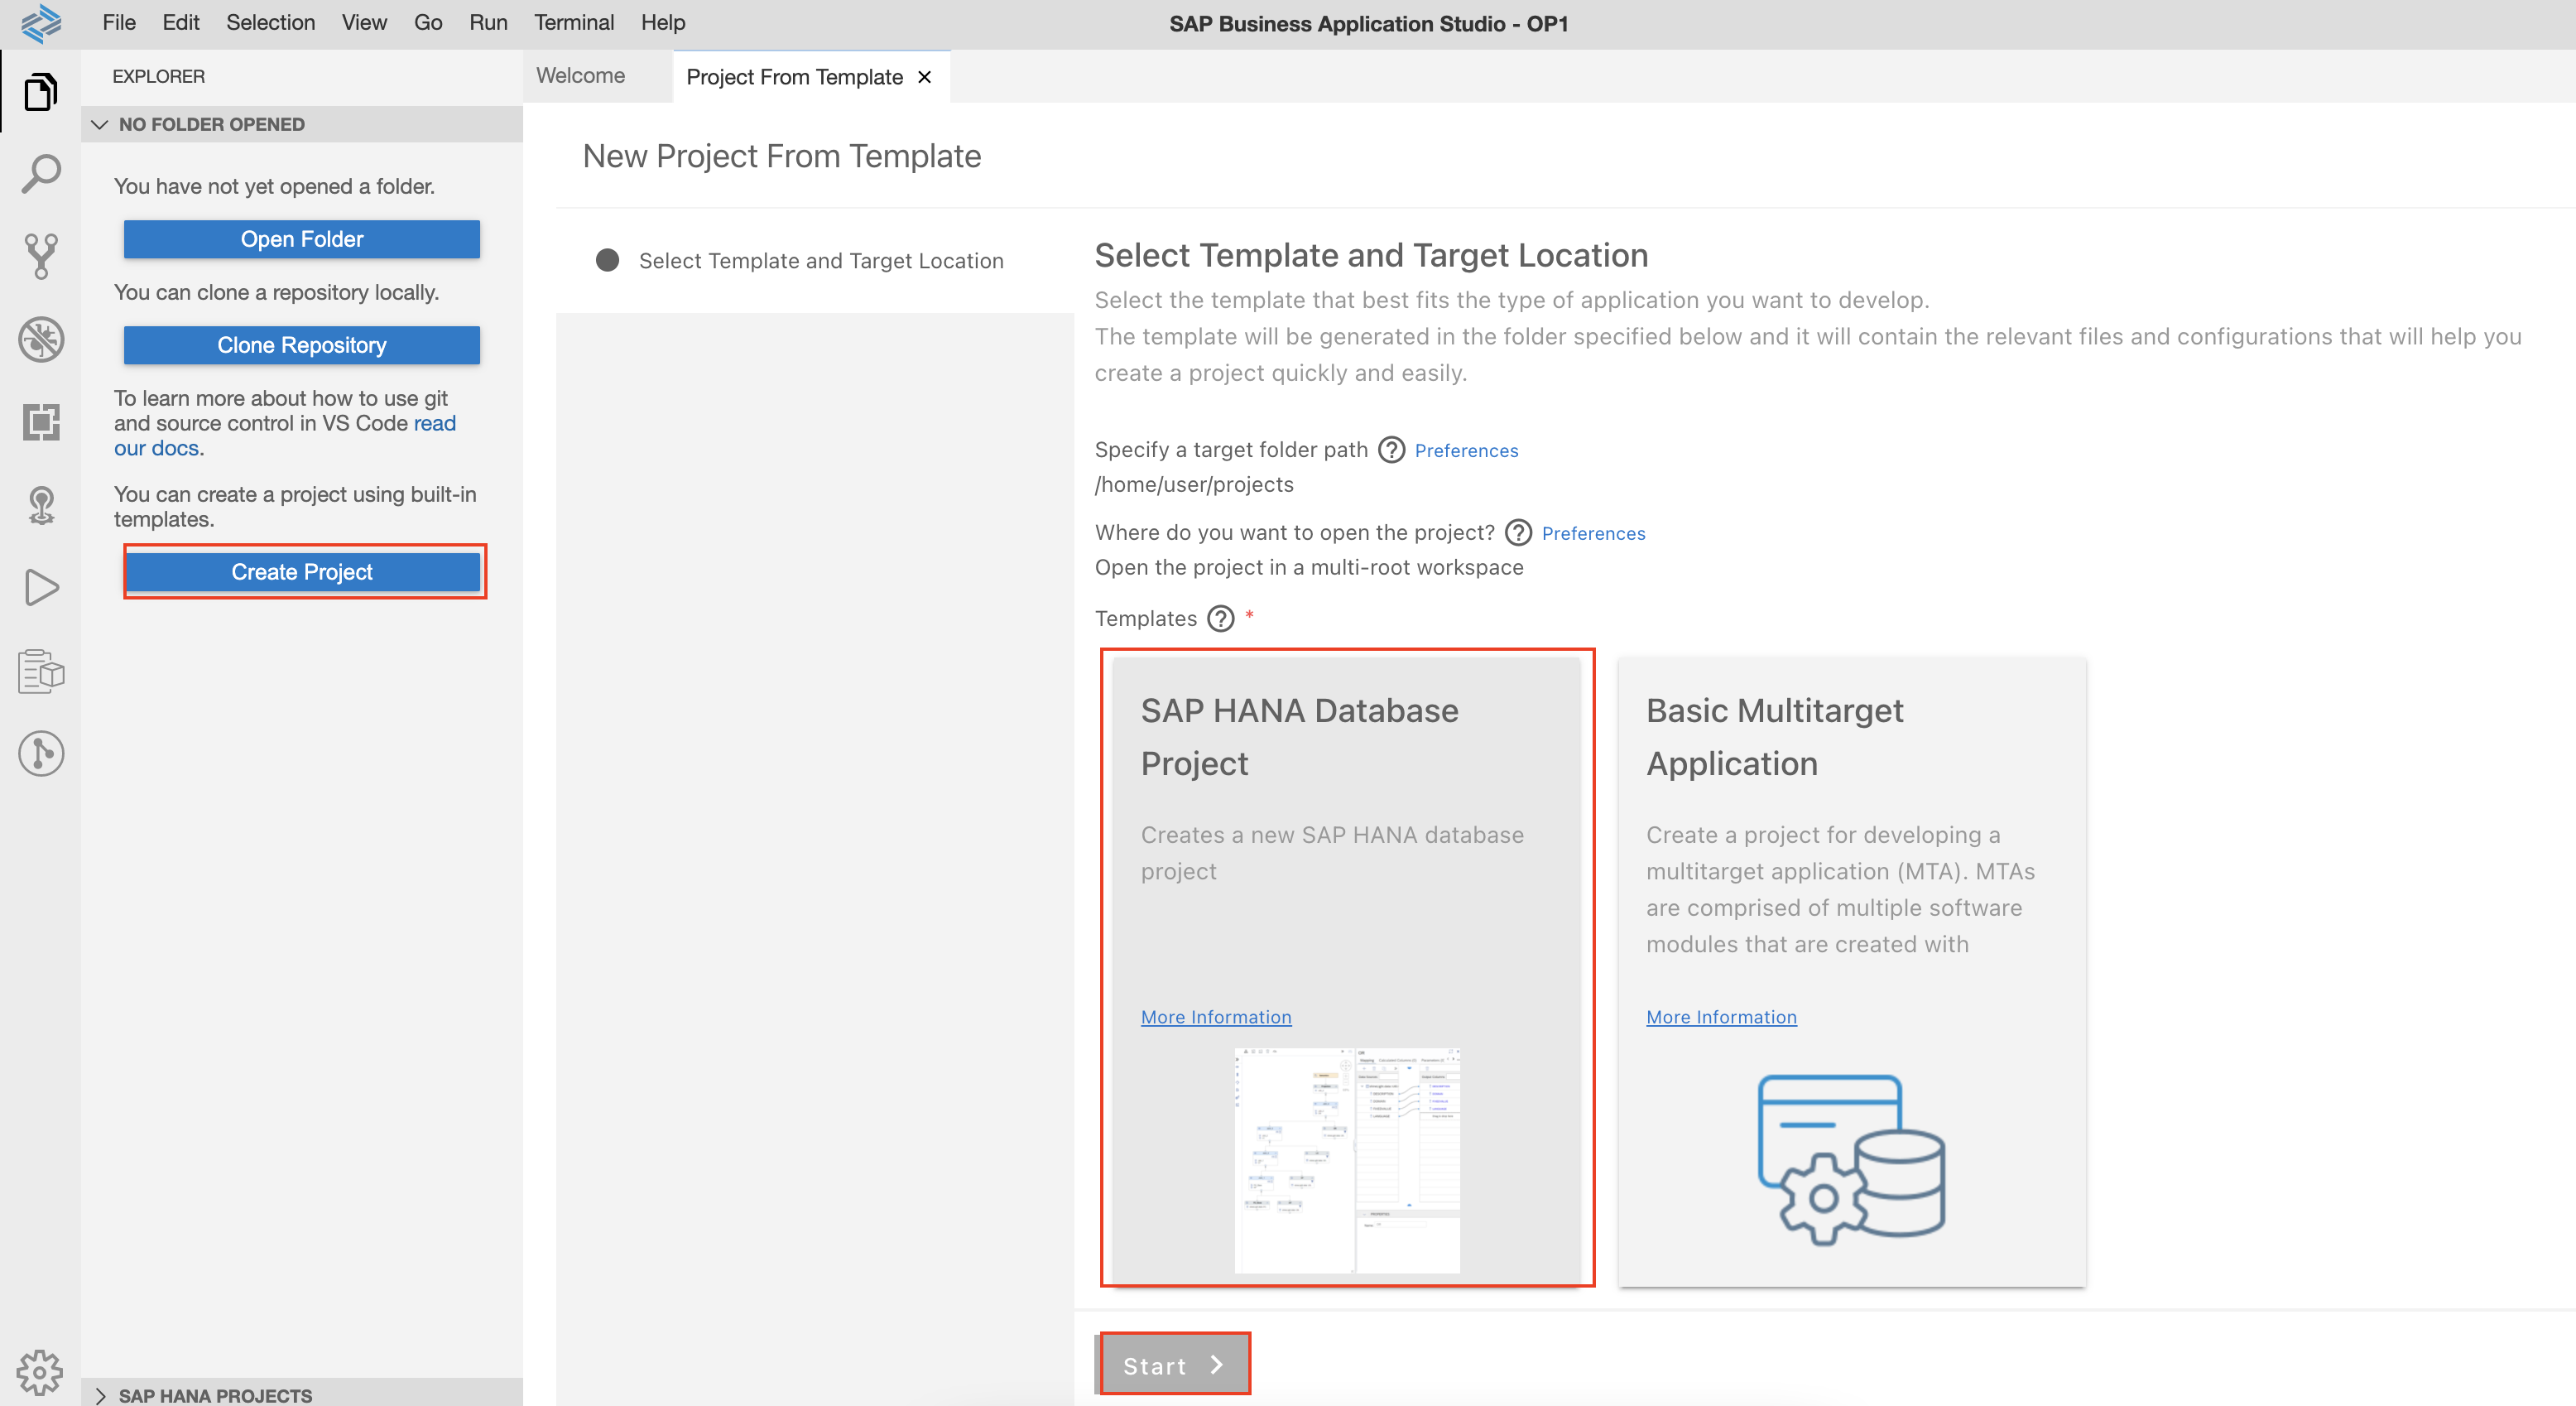 File Edit Selection View Go Run Terminal Help
SAP Business Application Studio - OP1
EXPLORER
NO FOLDER OPENED
You have not yet opened a folder.
Open Folder
You can clone a repository locally.
Clone Repository
To learn more about how to use git
and source control in VS Code read
our docs.
You can create a project using built-in
templates.
Create Project
SAP HANA PROJECTS
Welcome
Project From Template
New Project From Template
Select Template and Target Location
Select Template and Target Location
Select the template that best fits the type of application you want to develop.
The template will be generated in the folder specified below and it will contain the relevant files and configurations that will help you
create a project quickly and easily.
Specify a target folder path ? Preferences
/home/user/projects
Where do you want to open the project? ? Preferences
Open the project in a multi-root workspace
Templates ? *
SAP HANA Database
Project
Creates a new SAP HANA database
project
More Information
Basic Multitarget
Application
Create a project for developing a
multitarget application (MTA). MTAs
are comprised of multiple software
modules that are created with
More Information
Start